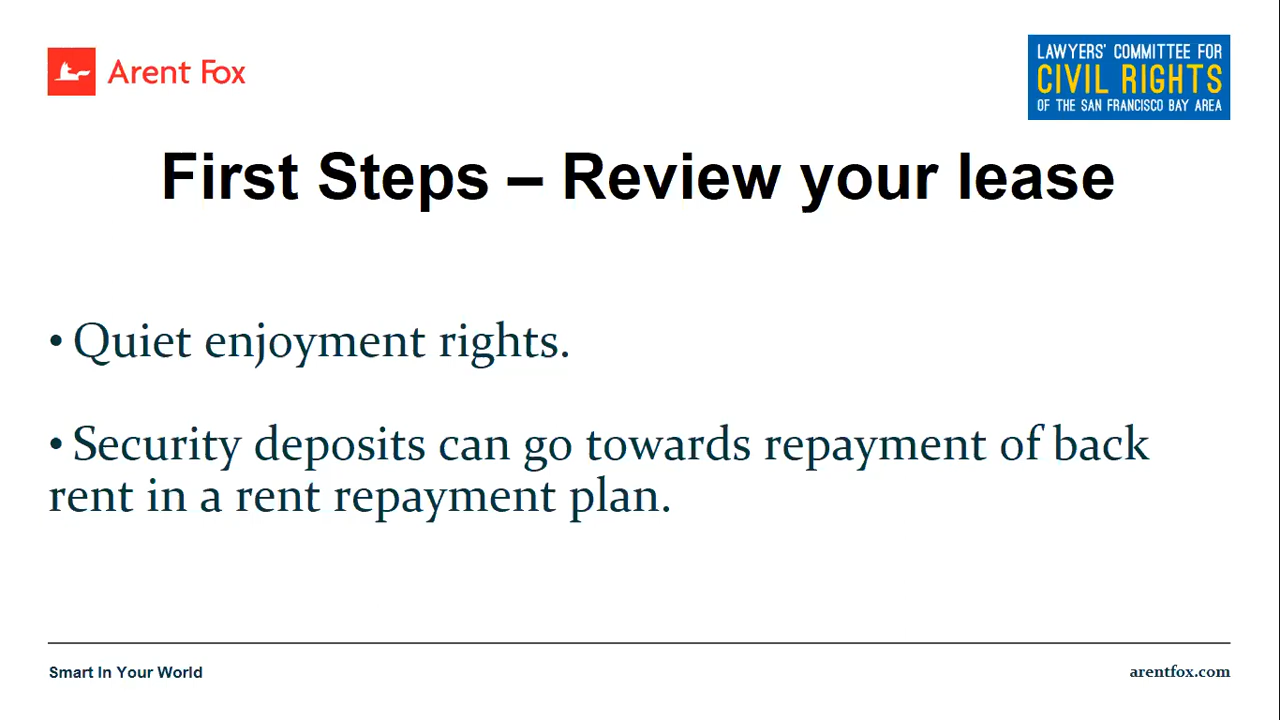 Arent Fox
LAWYERS' COMMITTEE FOR
CIVIL RIGHTS
OF THE SAN FRANCISCO BAY AREA
First Steps – Review your lease
• Quiet enjoyment rights.
• Security deposits can go towards repayment of back
rent in a rent repayment plan.
Smart In Your World
arentfox.com